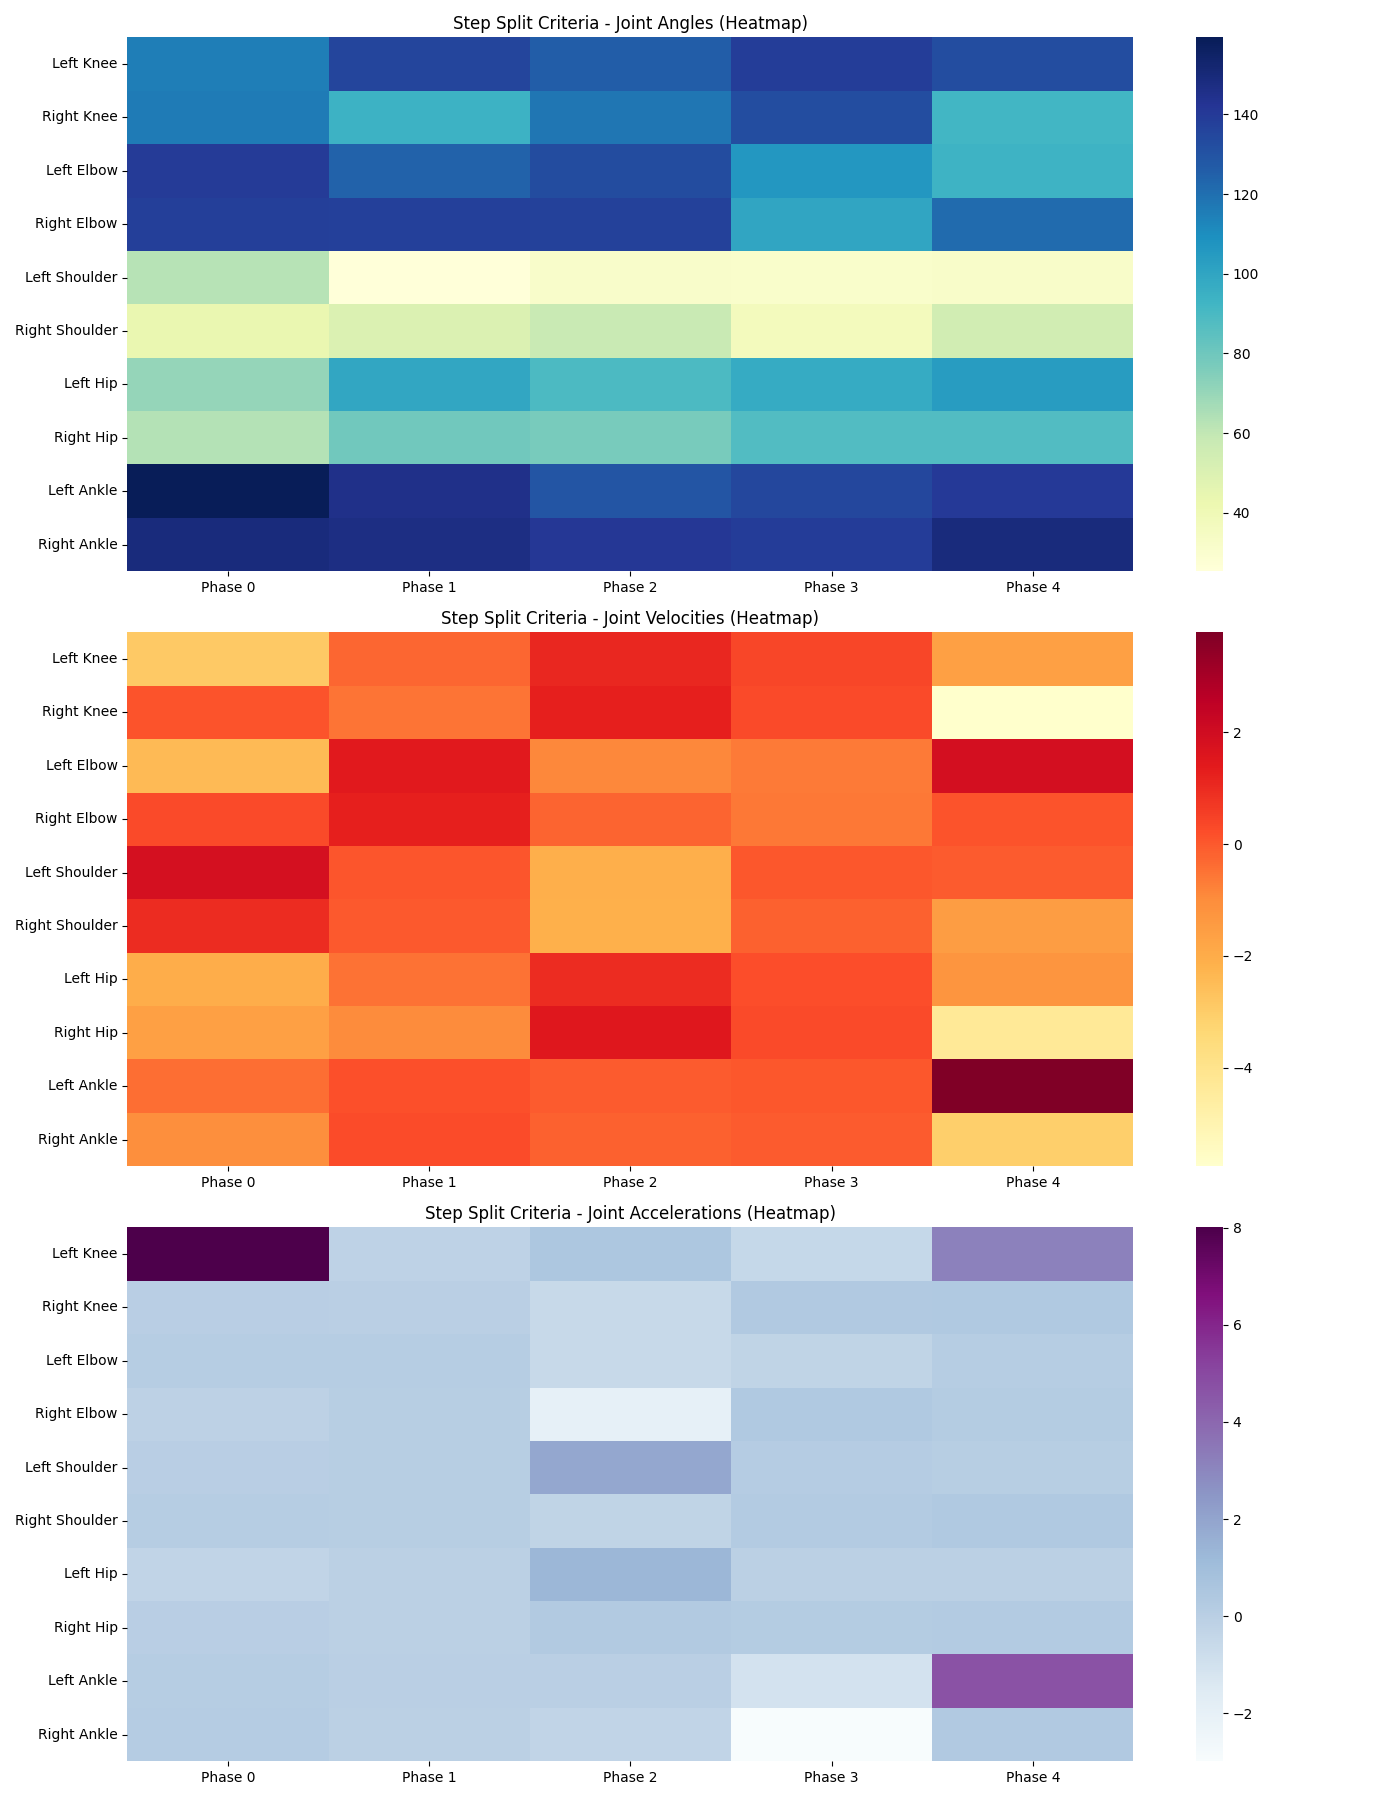 Step Split Criteria - Joint Angles (Heatmap)
Left Knee
Right Knee
Left Elbow
Right Elbow
Left Shoulder
Right Shoulder
Left Hip
Right Hip
Left Ankle
Right Ankle
Phase 0 Phase 1 Phase 2 Phase 3 Phase 4
140
120
100
80
60
40
Step Split Criteria - Joint Velocities (Heatmap)
Left Knee
Right Knee
Left Elbow
Right Elbow
Left Shoulder
Right Shoulder
Left Hip
Right Hip
Left Ankle
Right Ankle
Phase 0 Phase 1 Phase 2 Phase 3 Phase 4
2
0
−2
−4
Step Split Criteria - Joint Accelerations (Heatmap)
Left Knee
Right Knee
Left Elbow
Right Elbow
Left Shoulder
Right Shoulder
Left Hip
Right Hip
Left Ankle
Right Ankle
Phase 0 Phase 1 Phase 2 Phase 3 Phase 4
8
6
4
2
0
−2